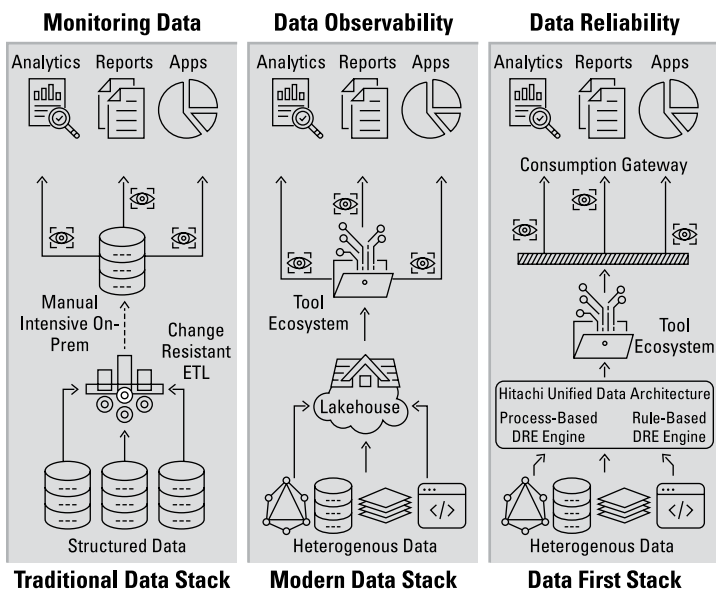 Monitoring Data
Analytics Reports Apps
Manual
Intensive On-
Prem
Change
Resistant
ETL
Structured Data
Traditional Data Stack
Data Observability
Analytics Reports Apps
Tool
Ecosystem
Lakehouse
</>
Heterogenous Data
Modern Data Stack
Data Reliability
Analytics Reports Apps
Consumption Gateway
Tool
Ecosystem
Hitachi Unified Data Architecture
Process-Based
DRE Engine
Rule-Based
DRE Engine
</>
Heterogenous Data
Data First Stack